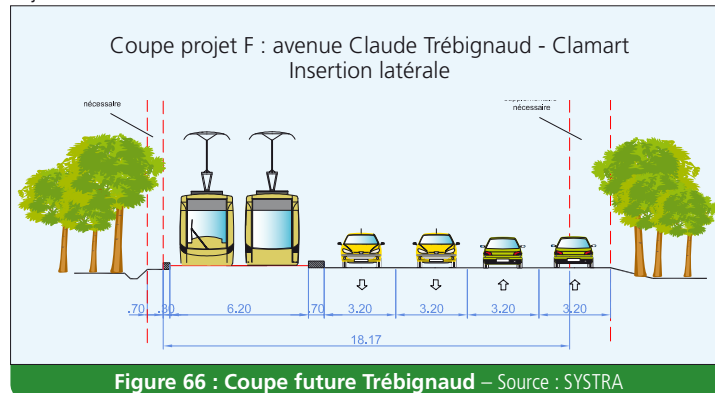 Coupe projet F : avenue Claude Trébignaud - Clamart
Insertion latérale
nécessaire
nécessaire
.70 .30 6.20 .70 3.20 3.20 3.20 3.20
18.17
Figure 66 : Coupe future Trébignaud – Source : SYSTRA